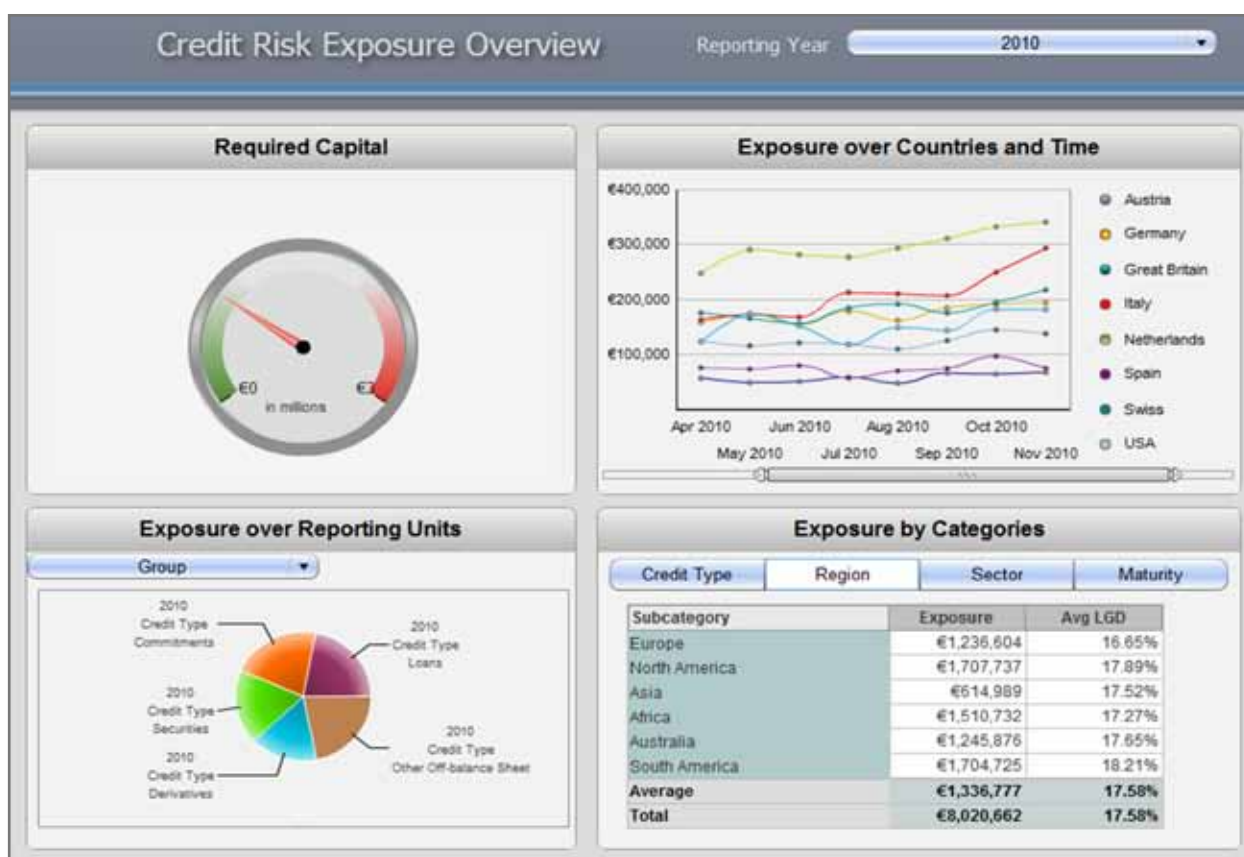 Credit Risk Exposure Overview
Reporting Year
2010
Required Capital
€0
in millions
Exposure over Countries and Time
€400,000
€300,000
€200,000
€100,000
Apr 2010 Jun 2010 Aug 2010 Oct 2010
May 2010 Jul 2010 Sep 2010 Nov 2010
Austria
Germany
Great Britain
Italy
Netherlands
Spain
Swiss
USA
Exposure over Reporting Units
Group
2010
Credit Type
Commitments
2010
Credit Type
Loans
2010
Credit Type
Securities
2010
Credit Type
Derivatives
2010
Credit Type
Other Off-balance Sheet
Exposure by Categories
Credit Type Region Sector Maturity
Subcategory Exposure Avg LGD
Europe €1,236,604 16.65%
North America €1,707,737 17.89%
Asia €614,989 17.52%
Africa €1,510,732 17.27%
Australia €1,245,876 17.65%
South America €1,704,725 18.21%
Average €1,336,777 17.58%
Total €8,020,662 17.58%